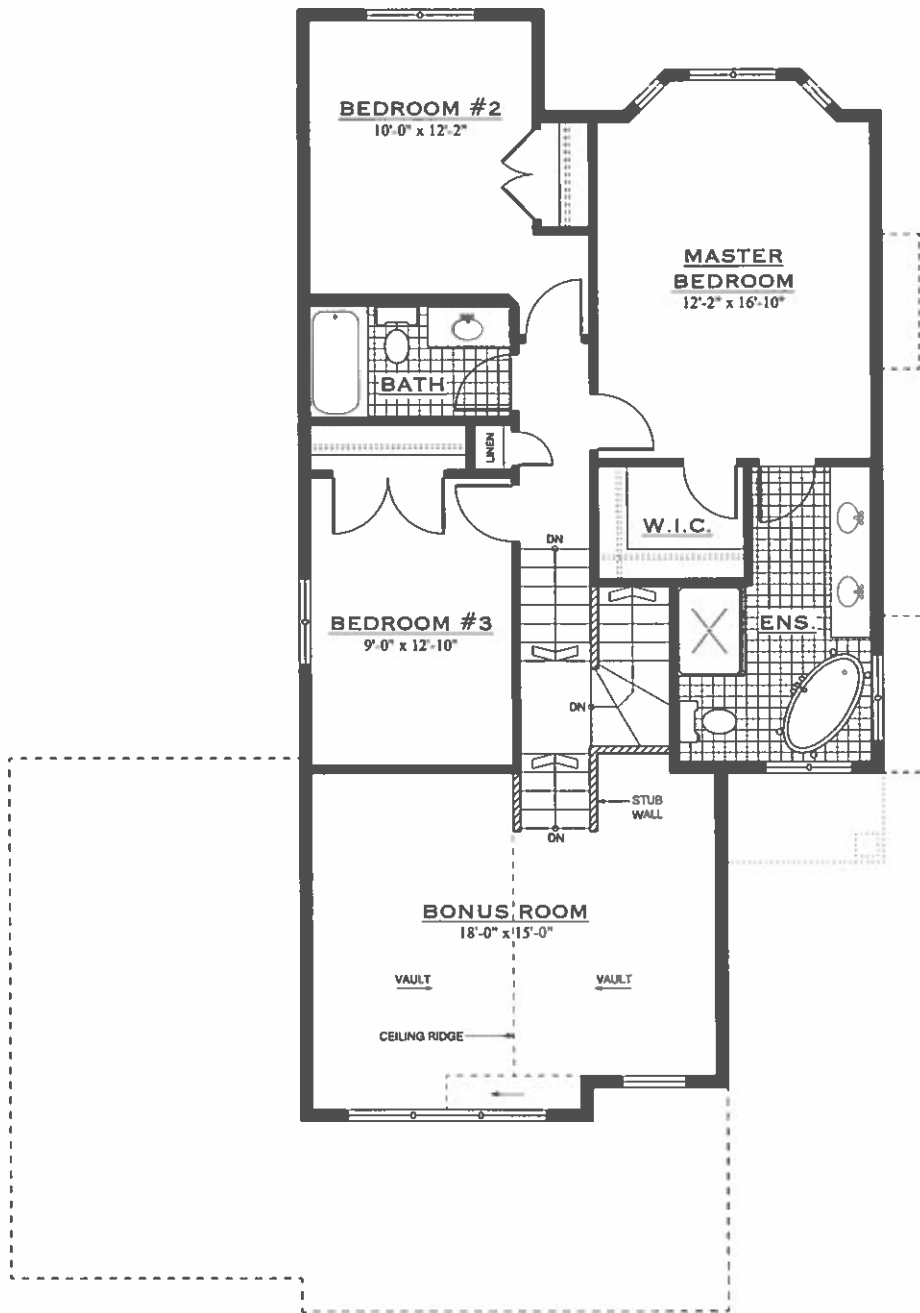 BEDROOM #2
10'-0" x 12'-2"
MASTER
BEDROOM
12'-2" x 16'-10"
BATH
LINEN
W.I.C.
DN
BEDROOM #3
9'-0" x 12'-10"
ENS.
DN
STUB
WALL
DN
BONUS ROOM
18'-0" x 15'-0"
VAULT
VAULT
CEILING RIDGE